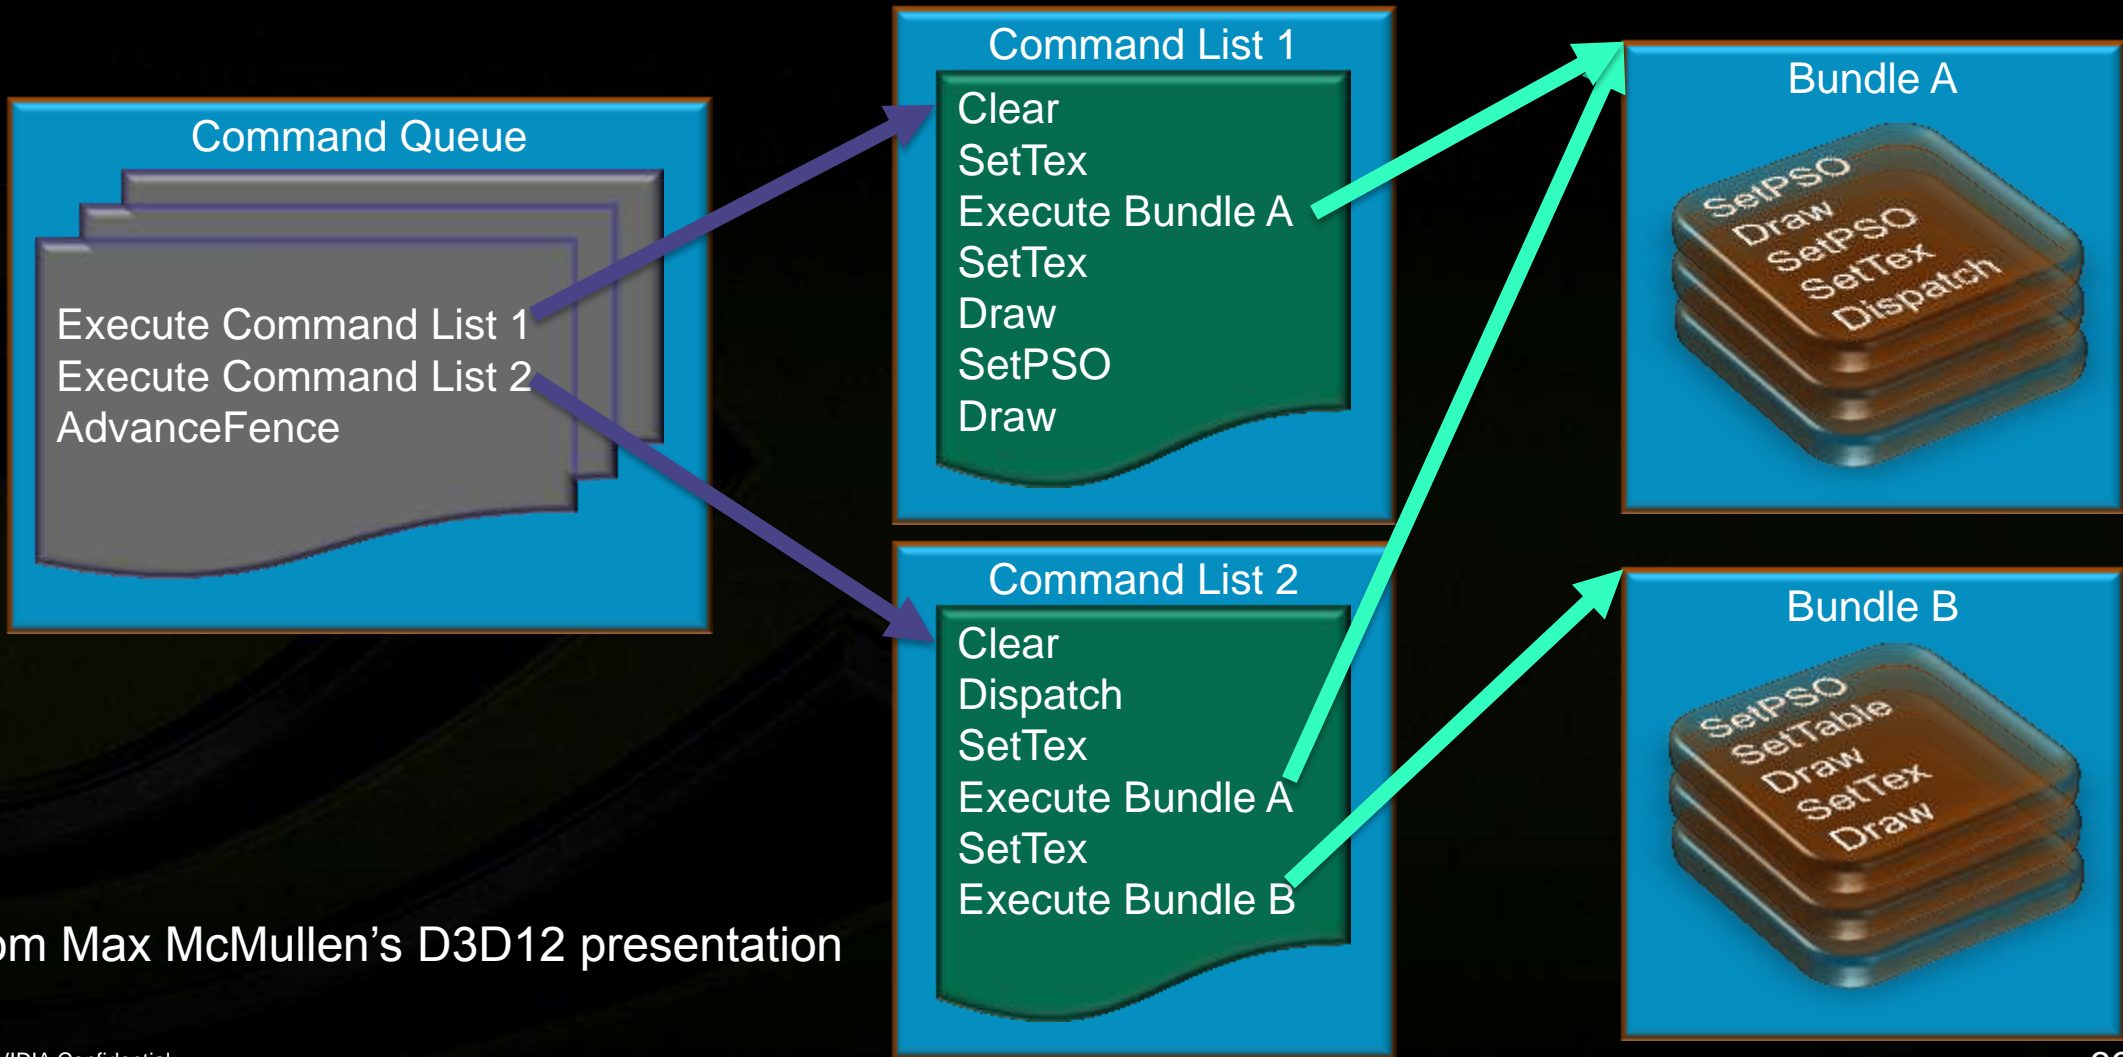 Command Queue
Execute Command List 1
Execute Command List 2
AdvanceFence
Command List 1
Clear
SetTex
Execute Bundle A
SetTex
Draw
SetPSO
Draw
Command List 2
Clear
Dispatch
SetTex
Execute Bundle A
SetTex
Execute Bundle B
Bundle A
SetPSO
Draw
SetPSO
SetTex
Dispatch
Bundle B
SetPSO
SetTable
Draw
SetTex
Draw
om Max McMullen's D3D12 presentation